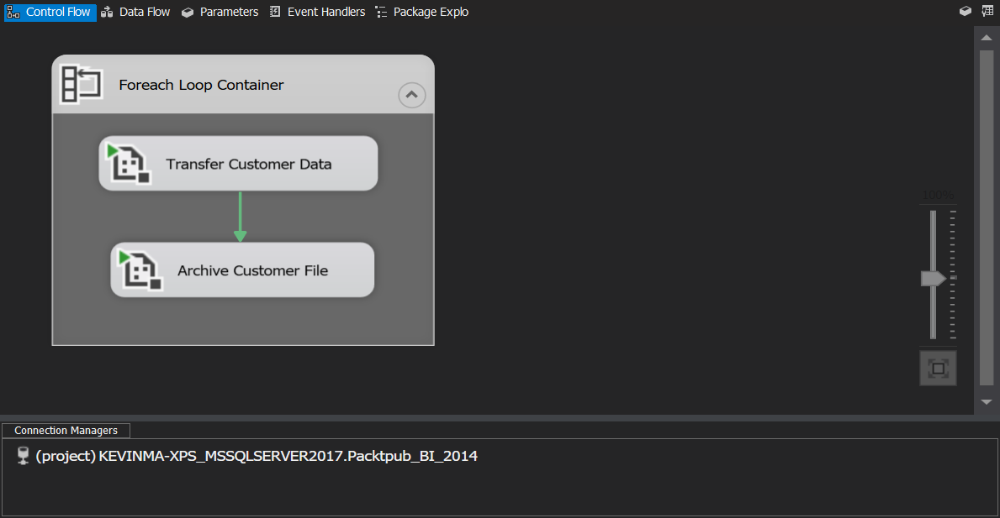 Control Flow Data Flow Parameters Event Handlers Package Explo
Foreach Loop Container
Transfer Customer Data
Archive Customer File
100%
Connection Managers
(project) KEVINMA-XPS_MSSQLSERVER2017.Packtpub_BI_2014